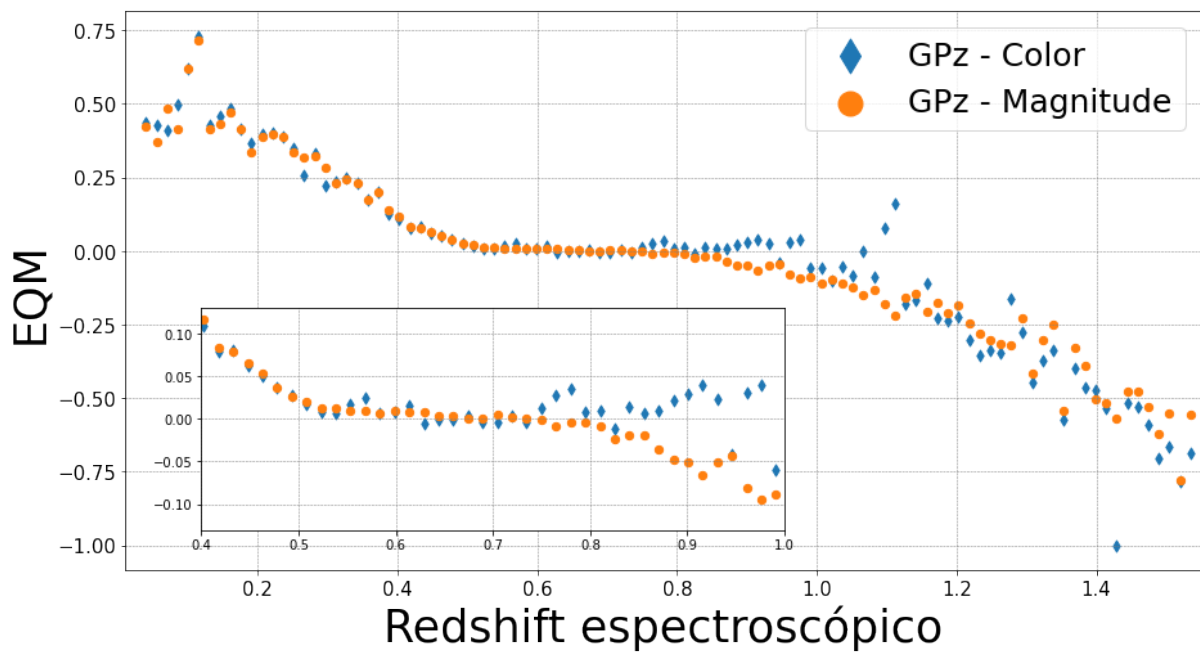 GPz - Color
GPz - Magnitude
EQM
0.75
0.50
0.25
0.00
−0.25
−0.50
−0.75
−1.00
0.10
0.05
0.00
−0.05
−0.10
0.4 0.5 0.6 0.7 0.8 0.9 1.0
0.2 0.4 0.6 0.8 1.0 1.2 1.4
Redshift espectroscópico